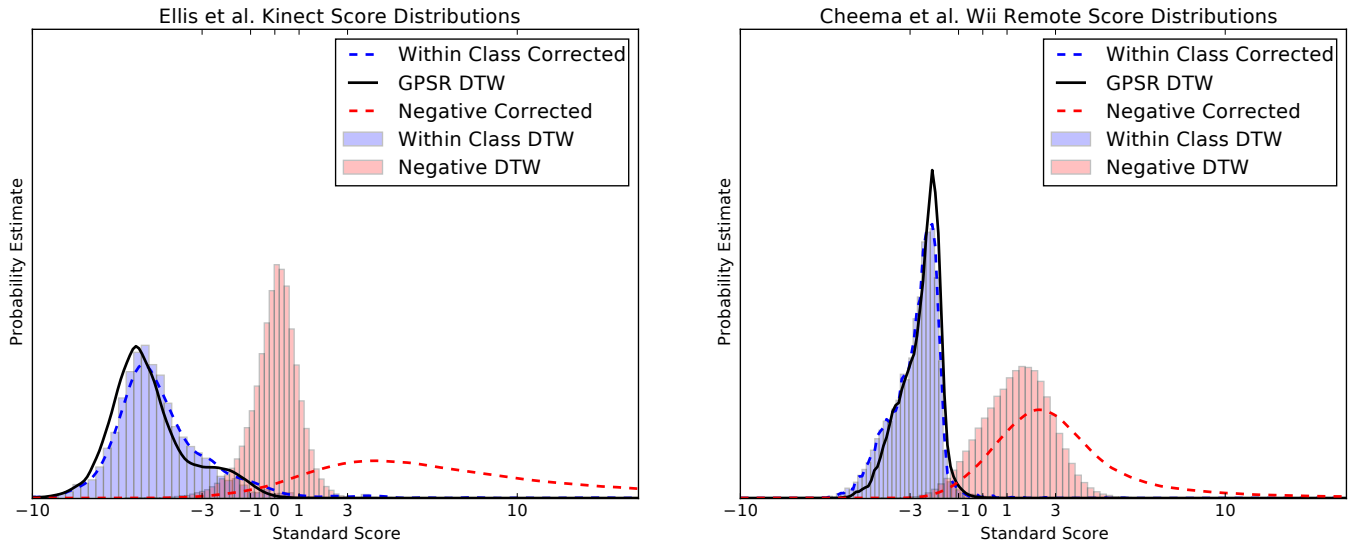 Ellis et al. Kinect Score Distributions
Within Class Corrected
GPSR DTW
Negative Corrected
Within Class DTW
Negative DTW
Probability Estimate
−10 −3 −1 0 1 3 10
Standard Score
Cheema et al. Wii Remote Score Distributions
Within Class Corrected
GPSR DTW
Negative Corrected
Within Class DTW
Negative DTW
Probability Estimate
−10 −3 −1 0 1 3 10
Standard Score